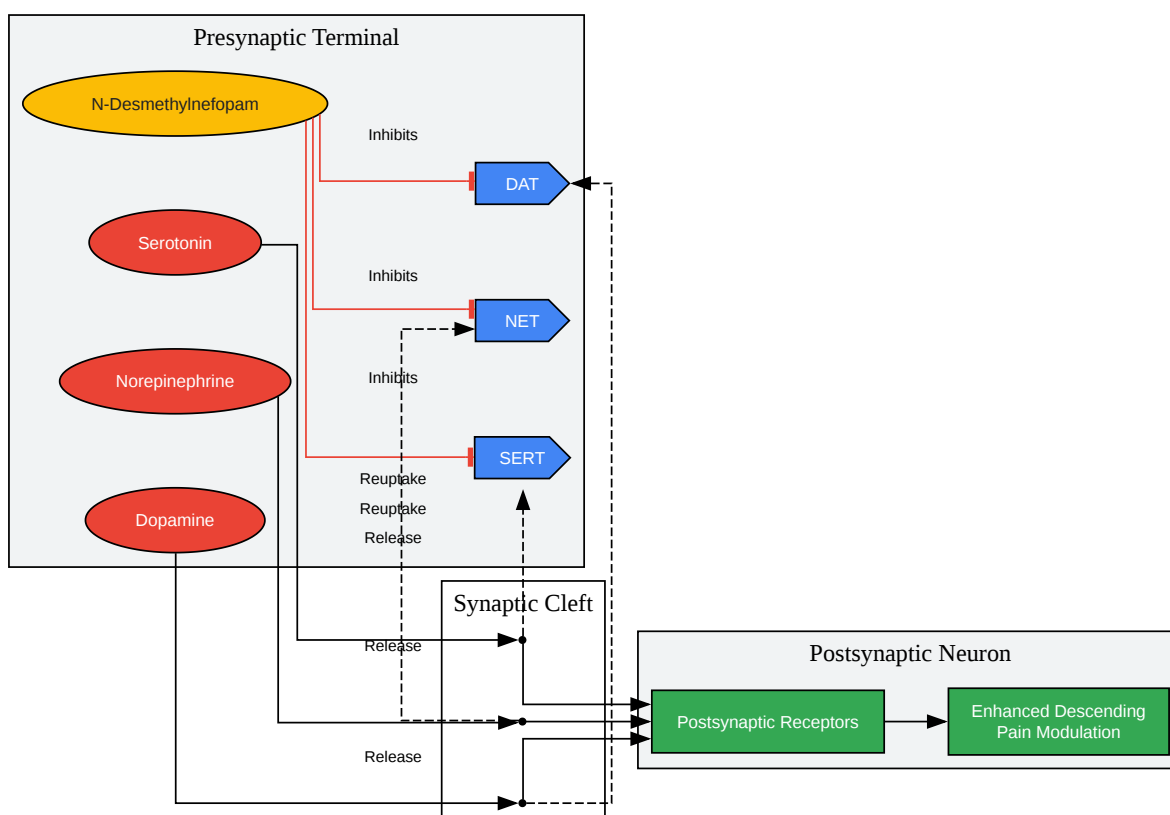 Presynaptic Terminal
N-Desmethylnefopam
Inhibits
DAT
Serotonin
Inhibits
NET
Norepinephrine
Inhibits
SERT
Reuptake
Reuptake
Dopamine
Release
Synaptic Cleft
Release
Postsynaptic Neuron
Postsynaptic Receptors
Enhanced Descending
Pain Modulation
Release